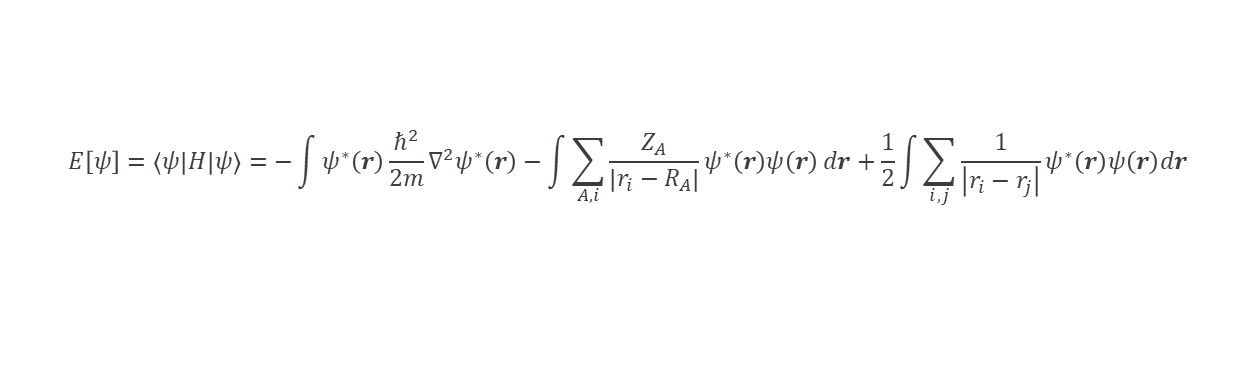 E[ψ] = ⟨ψ|H|ψ⟩ = − ∫ ψ*(𝒓) ħ²/2m ∇²ψ*(𝒓) − ∫ ∑_{A,i} Z_A/|r_i − R_A| ψ*(𝒓)ψ(𝒓) d𝒓 + 1/2 ∫ ∑_{i,j} 1/|r_i − r_j| ψ*(𝒓)ψ(𝒓)d𝒓